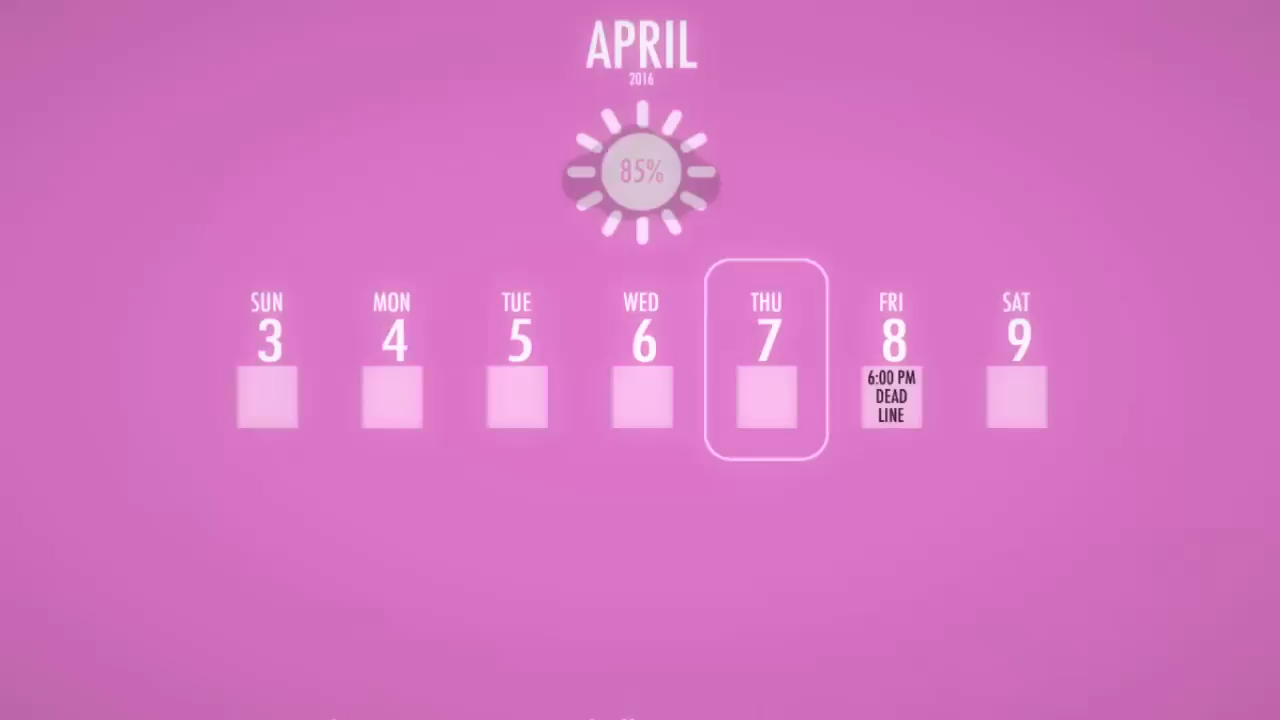 APRIL
2016
85%
SUN MON TUE WED THU FRI SAT
3 4 5 6 7 8 9
6:00 PM
DEAD
LINE